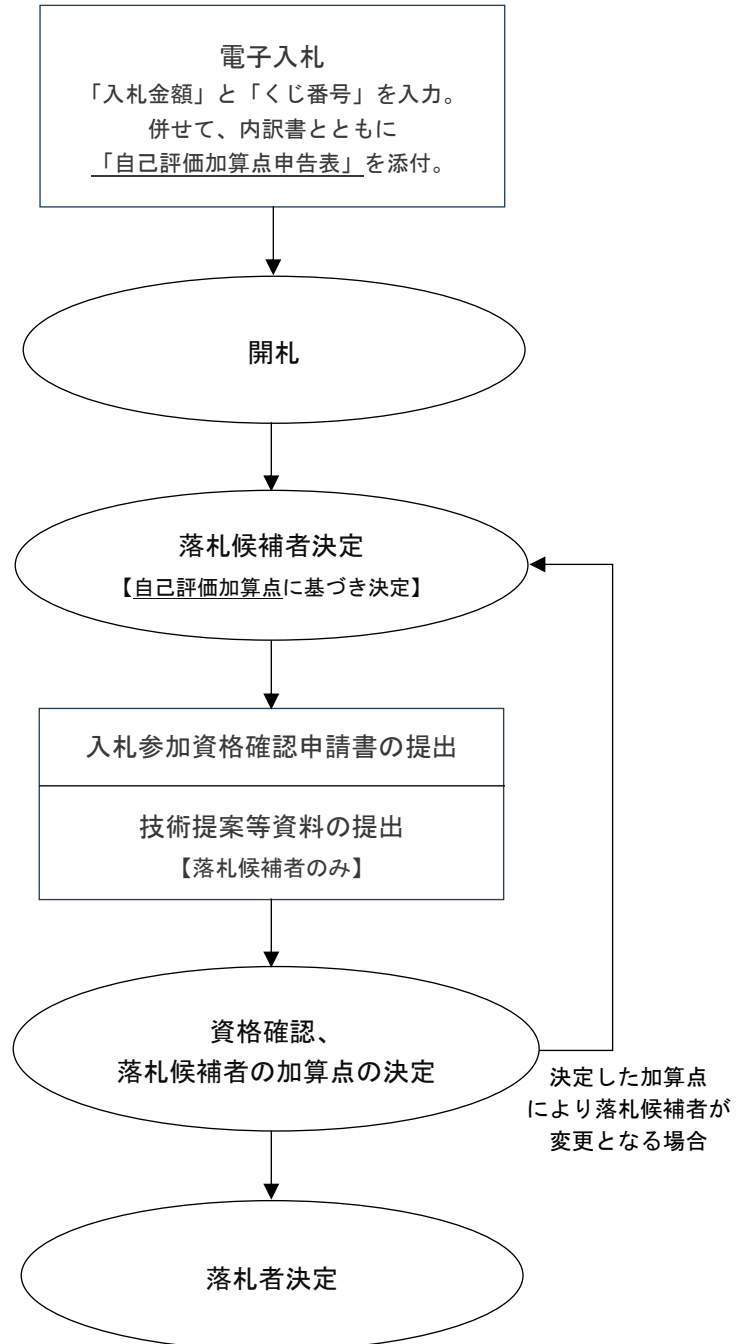 電子入札
「入札金額」と「くじ番号」を入力。
併せて、内訳書とともに
「自己評価加算点申告表」を添付。
開札
落札候補者決定
【自己評価加算点に基づき決定】
入札参加資格確認申請書の提出
技術提案等資料の提出
【落札候補者のみ】
資格確認、
落札候補者の加算点の決定
決定した加算点
により落札候補者が
変更となる場合
落札者決定